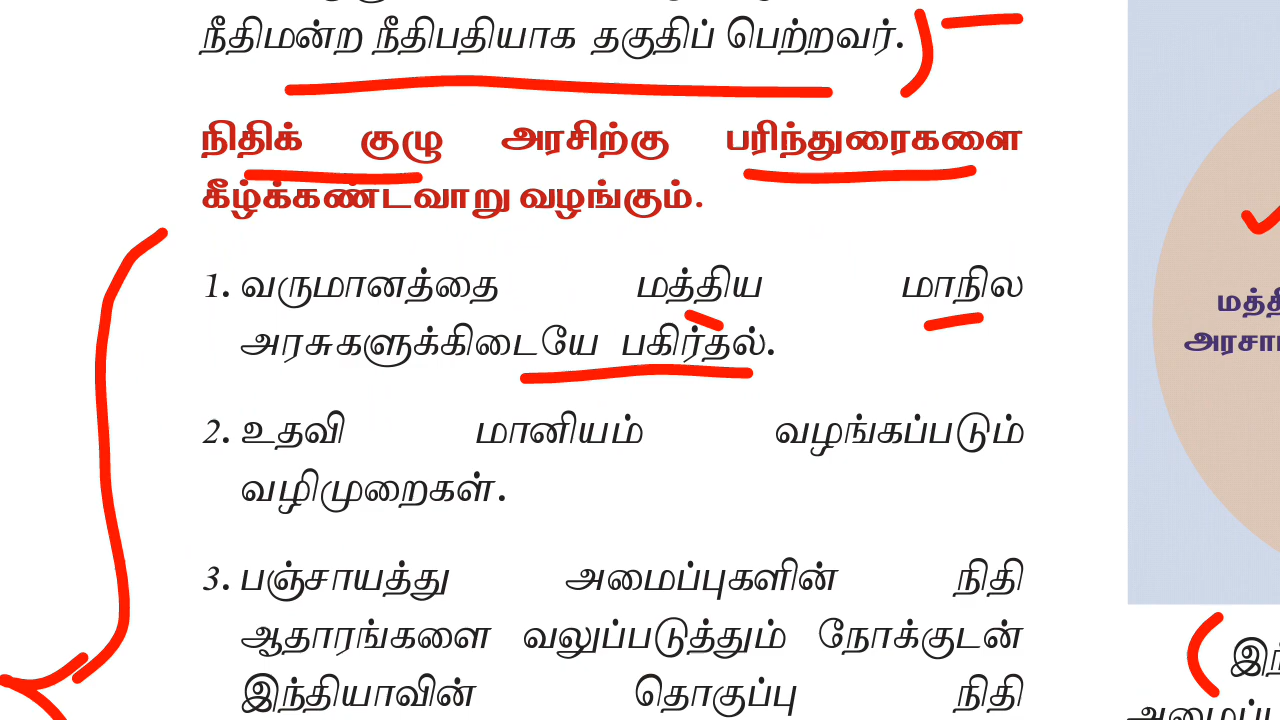 நீதிமன்ற நீதிபதியாக தகுதிப் பெற்றவர்.
நிதிக் குழு அரசிற்கு பரிந்துரைகளை
கீழ்க்கண்டவாறு வழங்கும்.
1. வருமானத்தை மத்திய மாநில
அரசுகளுக்கிடையே பகிர்தல்.
2. உதவி மானியம் வழங்கப்படும்
வழிமுறைகள்.
3. பஞ்சாயத்து அமைப்புகளின் நிதி
ஆதாரங்களை வலுப்படுத்தும் நோக்குடன்
இந்தியாவின் தொகுப்பு நிதி